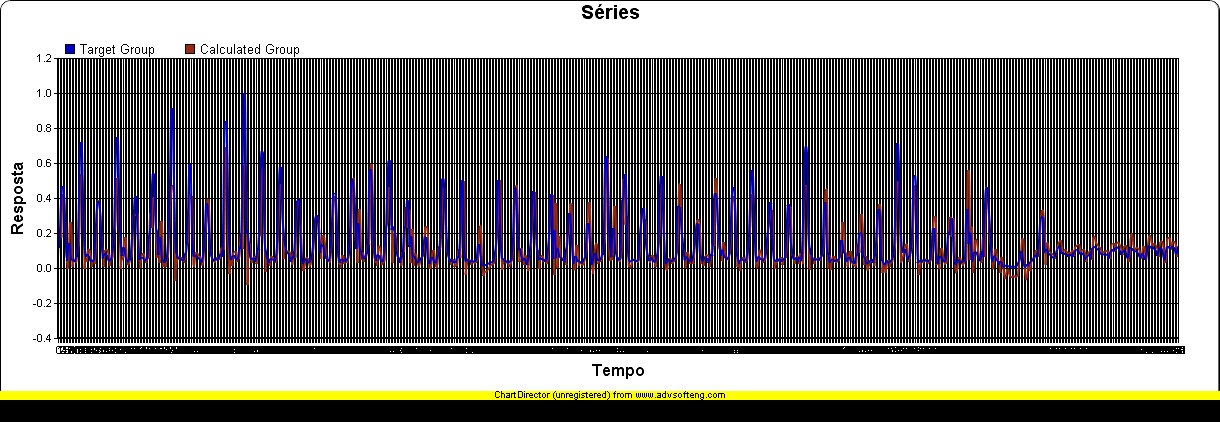 Séries
Target Group
Calculated Group
1.2
1.0
0.8
0.6
0.4
0.2
0.0
-0.2
-0.4
Resposta
Tempo
ChartDirector (unregistered) from www.advsofteng.com